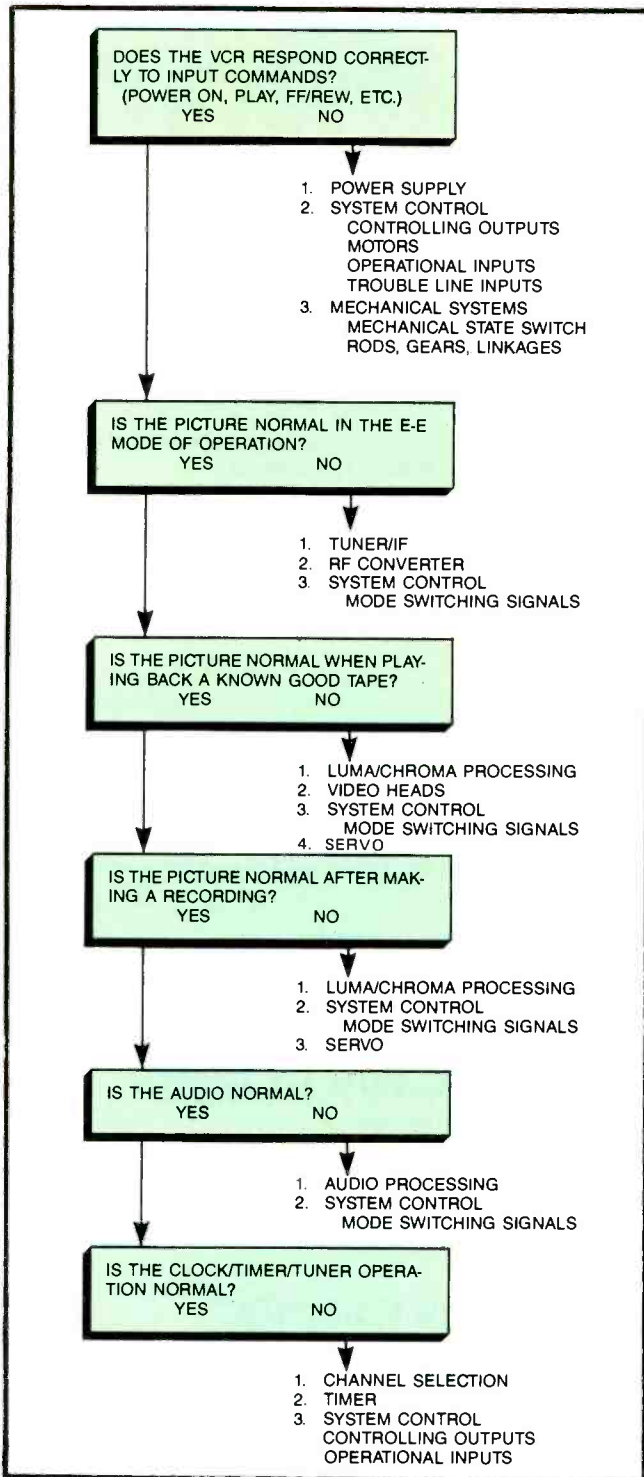 DOES THE VCR RESPOND CORRECT-
LY TO INPUT COMMANDS?
(POWER ON, PLAY, FF/REW, ETC.)
YES NO
1. POWER SUPPLY
2. SYSTEM CONTROL
CONTROLLING OUTPUTS
MOTORS
OPERATIONAL INPUTS
TROUBLE LINE INPUTS
3. MECHANICAL SYSTEMS
MECHANICAL STATE SWITCH
RODS, GEARS, LINKAGES
IS THE PICTURE NORMAL IN THE E-E
MODE OF OPERATION?
YES NO
1. TUNER/IF
2. RF CONVERTER
3. SYSTEM CONTROL
MODE SWITCHING SIGNALS
IS THE PICTURE NORMAL WHEN PLAY-
ING BACK A KNOWN GOOD TAPE?
YES NO
1. LUMA/CHROMA PROCESSING
2. VIDEO HEADS
3. SYSTEM CONTROL
MODE SWITCHING SIGNALS
4. SERVO
IS THE PICTURE NORMAL AFTER MAK-
ING A RECORDING?
YES NO
1. LUMA/CHROMA PROCESSING
2. SYSTEM CONTROL
MODE SWITCHING SIGNALS
3. SERVO
IS THE AUDIO NORMAL?
YES NO
1. AUDIO PROCESSING
2. SYSTEM CONTROL
MODE SWITCHING SIGNALS
IS THE CLOCK/TIMER/TUNER OPERA-
TION NORMAL?
YES NO
1. CHANNEL SELECTION
2. TIMER
3. SYSTEM CONTROL
CONTROLLING OUTPUTS
OPERATIONAL INPUTS